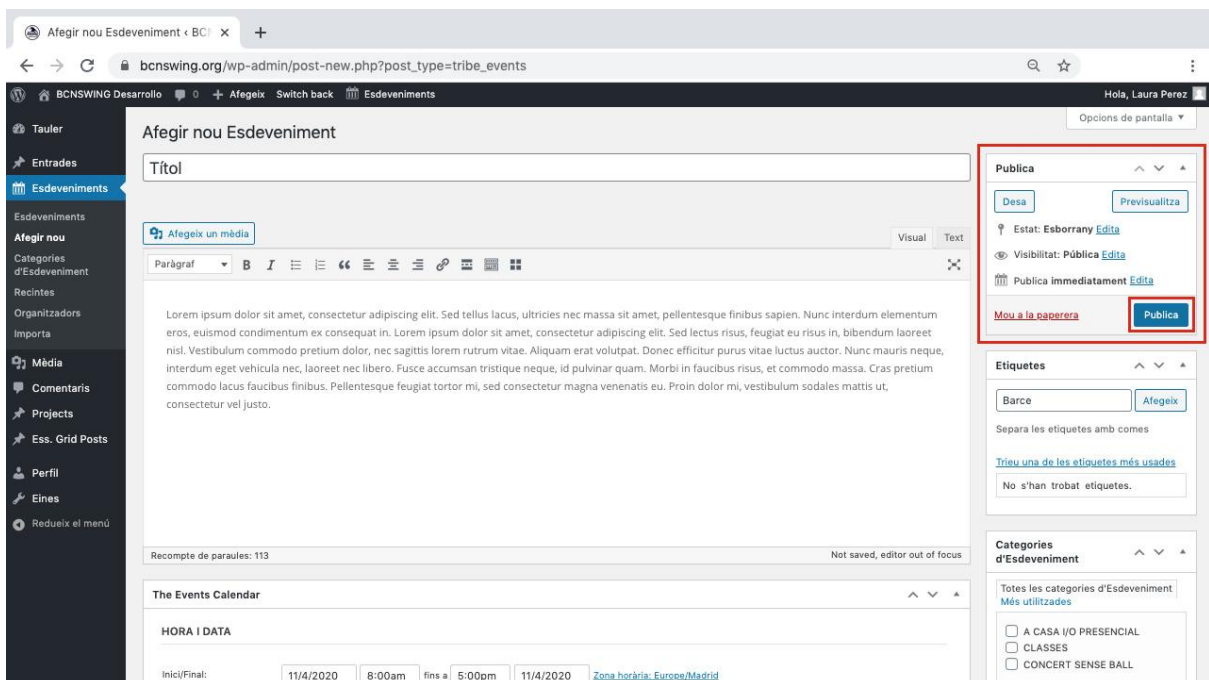 Afegir nou Esdeveniment ‹ BCN
bcnswing.org/wp-admin/post-new.php?post_type=tribe_events
BCNSWING Desarrollo 0 + Afegeix Switch back Esdeveniments
Hola, Laura Perez
Opcions de pantalla
Tauler
Entrades
Esdeveniments
Esdeveniments
Afegir nou
Categories
d'Esdeveniment
Recintes
Organitzadors
Importa
Mèdia
Comentaris
Projects
Ess. Grid Posts
Perfil
Eines
Redueix el menú
Afegir nou Esdeveniment
Títol
Afegeix un mèdia
Visual Text
Paràgraf B I
Lorem ipsum dolor sit amet, consectetur adipiscing elit. Sed tellus lacus, ultricies nec massa sit amet, pellentesque finibus sapien. Nunc interdum elementum
eros, euismod condimentum ex consequat in. Lorem ipsum dolor sit amet, consectetur adipiscing elit. Sed lectus risus, feugiat eu risus in, bibendum laoreet
nisl. Vestibulum commodo pretium dolor, nec sagittis lorem rutrum vitae. Aliquam erat volutpat. Donec efficitur purus vitae luctus auctor. Nunc mauris neque,
interdum eget vehicula nec, laoreet nec libero. Fusce accumsan tristique neque, id pulvinar quam. Morbi in faucibus risus, et commodo massa. Cras pretium
commodo lacus faucibus finibus. Pellentesque feugiat tortor mi, sed consectetur magna venenatis eu. Proin dolor mi, vestibulum sodales mattis ut,
consectetur vel justo.
Recompte de paraules: 113
Not saved, editor out of focus
The Events Calendar
HORA I DATA
Inici/Final: 11/4/2020 8:00am fins a 5:00pm 11/4/2020 Zona horària: Europe/Madrid
Publica
Desa
Previsualitza
Estat: Esborrany Edita
Visibilitat: Pública Edita
Publica immediatament Edita
Mou a la paperera
Publica
Etiquetes
Barce
Afegeix
Separa les etiquetes amb comes
Trieu una de les etiquetes més usades
No s'han trobat etiquetes.
Categories
d'Esdeveniment
Totes les categories d'Esdeveniment
Més utilitzades
A CASA I/O PRESENCIAL
CLASSES
CONCERT SENSE BALL